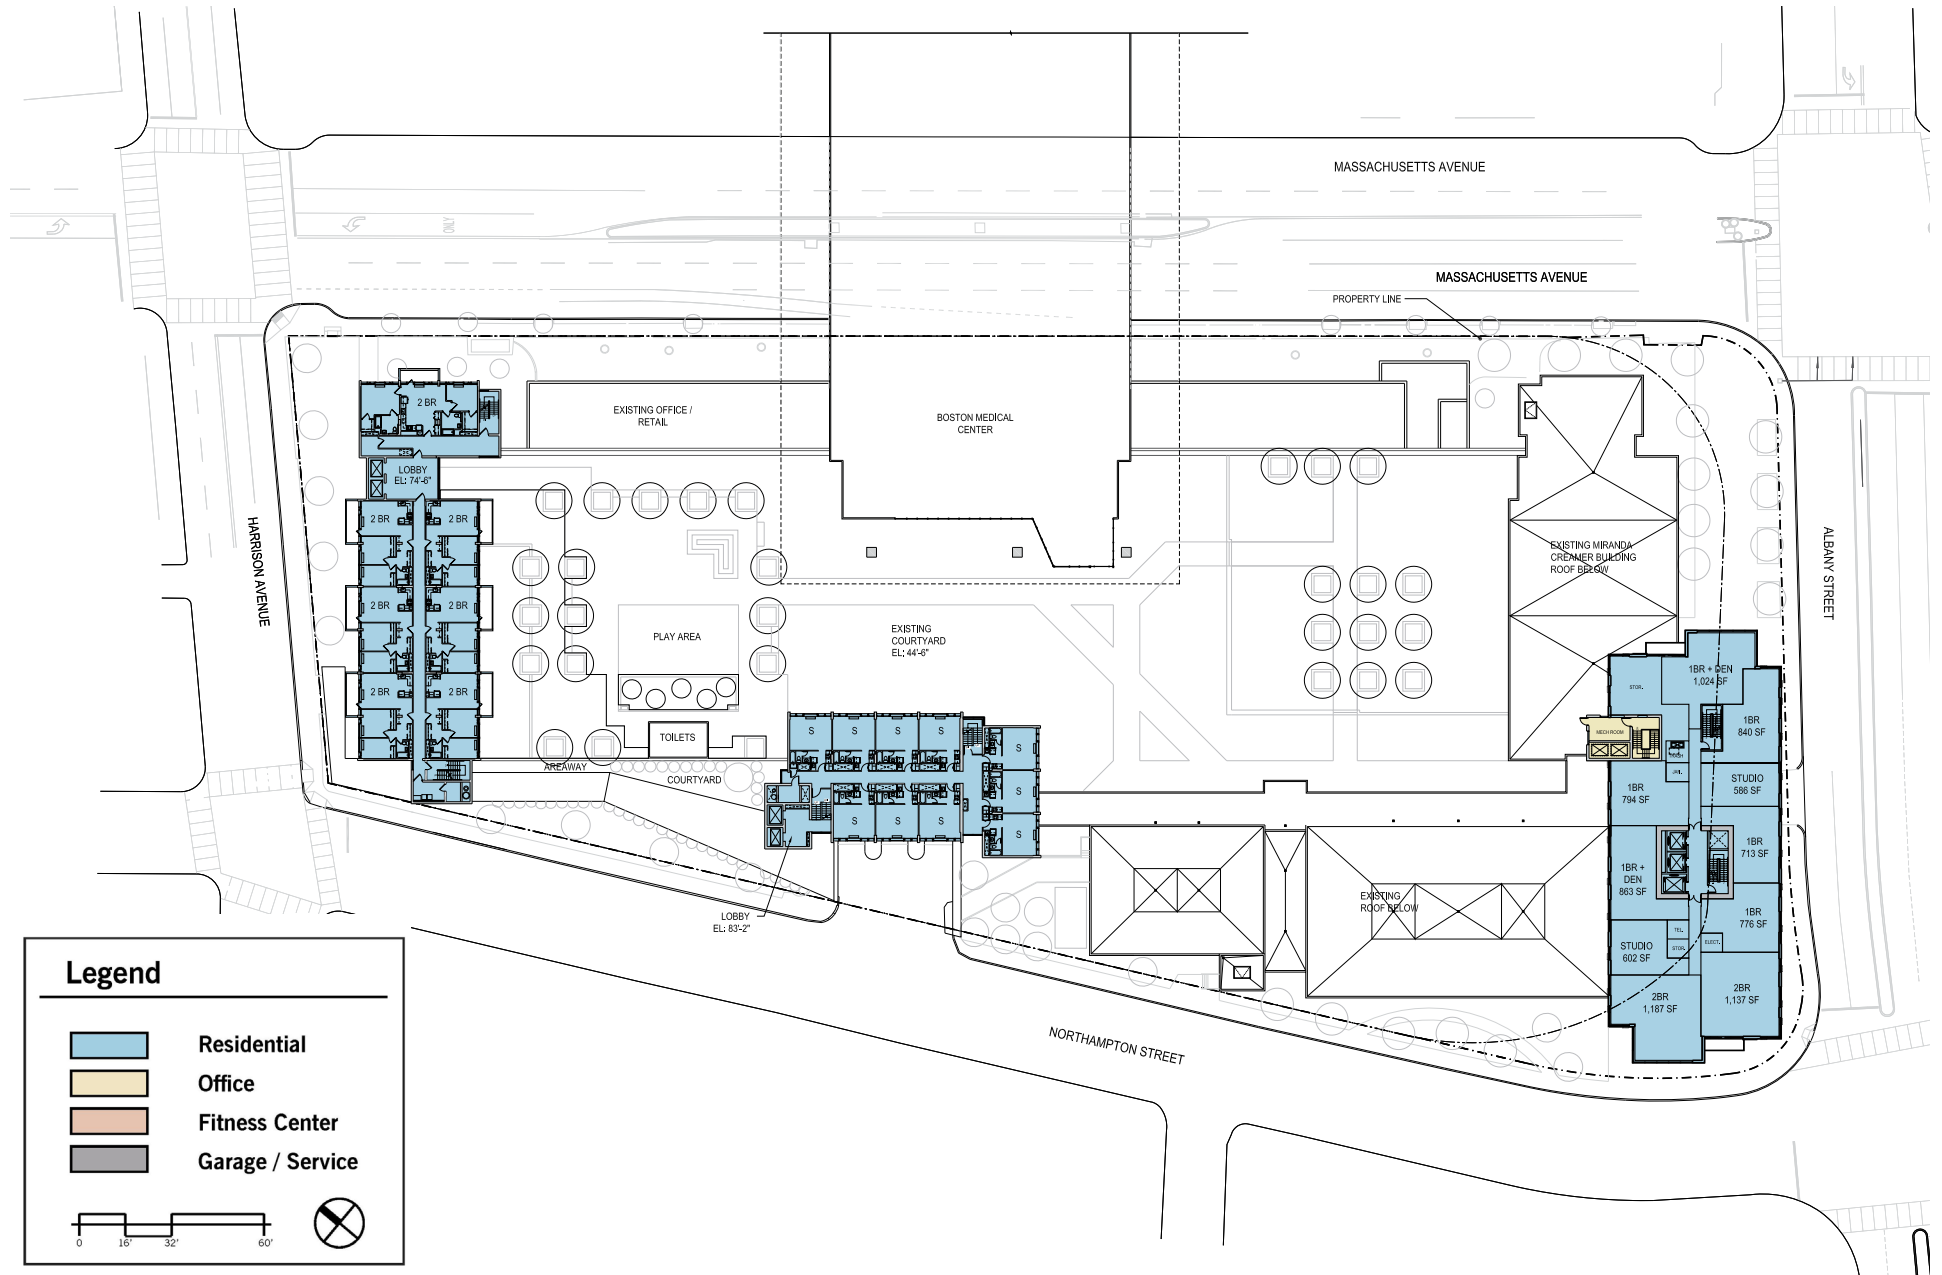 MASSACHUSETTS AVENUE
ONLY
MASSACHUSETTS AVENUE
PROPERTY LINE
2 BR
EXISTING OFFICE /
RETAIL
BOSTON MEDICAL
CENTER
LOBBY
EL: 74'-6"
2 BR
2 BR
HARRISON AVENUE
ALBANY STREET
EXISTING MIRANDA
CREAMER BUILDING
ROOF BELOW
2 BR
2 BR
PLAY AREA
EXISTING
COURTYARD
EL: 44'-6"
2 BR
2 BR
STOR.
1BR + DEN
1,024 SF
TOILETS
S
S
S
S
S
MECH ROOM
1BR
840 SF
AREAWAY
COURTYARD
S
JAN.
1BR
794 SF
STUDIO
586 SF
S
S
S
S
1BR
713 SF
1BR +
DEN
863 SF
EXISTING
ROOF BELOW
LOBBY
EL: 83'-2"
1BR
776 SF
TEL.
ELECT.
STUDIO
602 SF
STOR.
2BR
1,187 SF
2BR
1,137 SF
NORTHAMPTON STREET
Legend
Residential
Office
Fitness Center
Garage / Service
0 16' 32' 60'